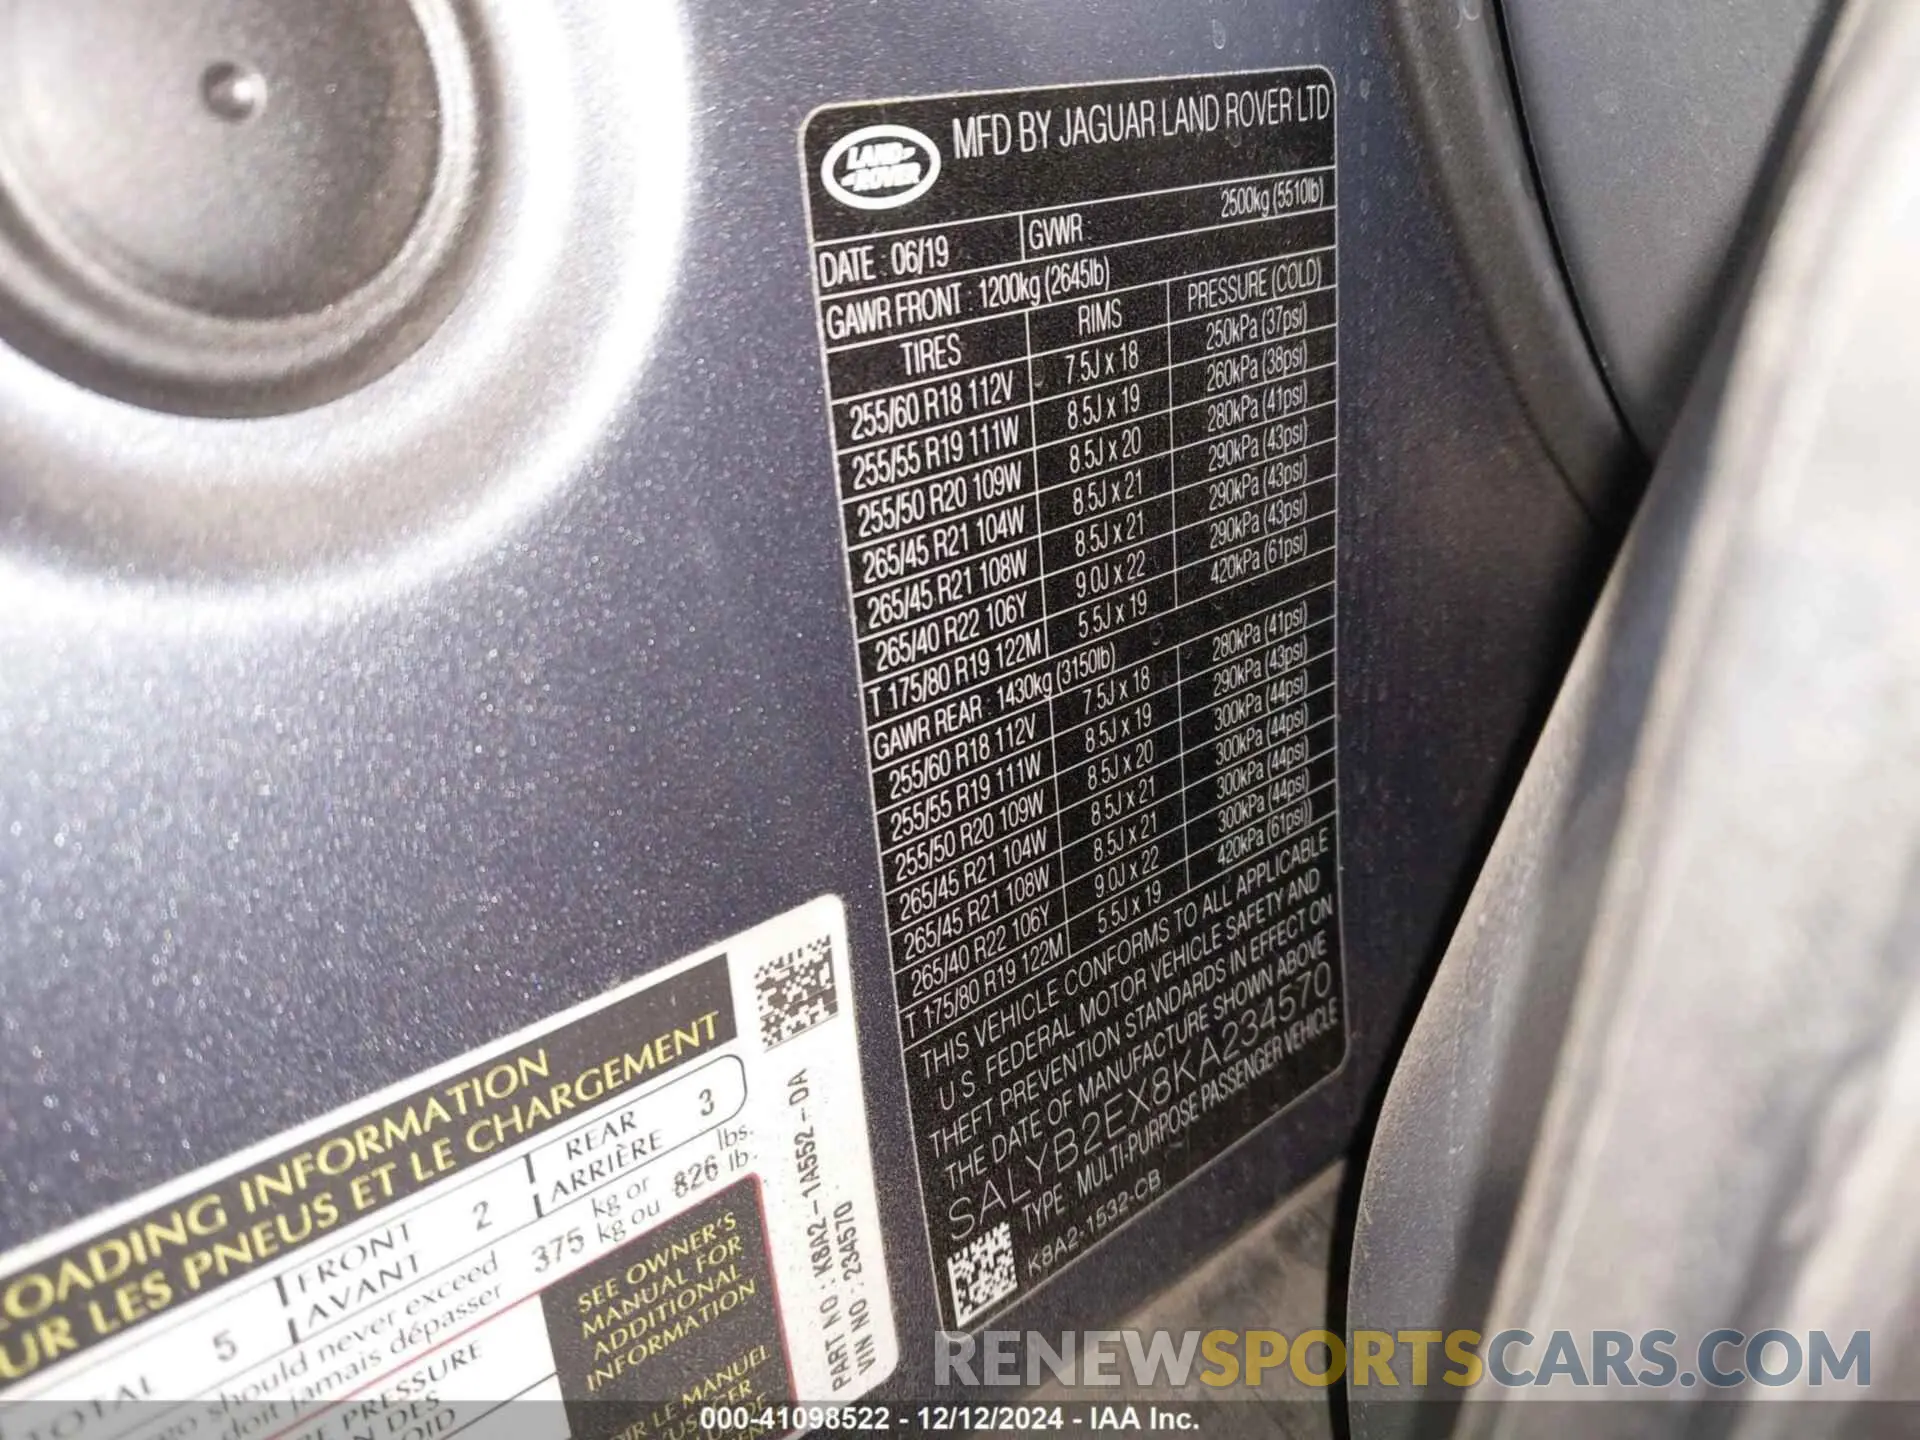 LAND-
-ROVER
MFD BY JAGUAR LAND ROVER LTD
DATE : 06/19 GVWR : 2500kg (5510lb)
GAWR FRONT : 1200kg (2645lb)
TIRES RIMS PRESSURE (COLD)
255/60 R18 112V 7.5J x 18 250kPa (37psi)
255/55 R19 111W 8.5J x 19 260kPa (38psi)
255/50 R20 109W 8.5J x 20 280kPa (41psi)
265/45 R21 104W 8.5J x 21 290kPa (43psi)
265/45 R21 108W 8.5J x 21 290kPa (43psi)
265/40 R22 106Y 9.0J x 22 290kPa (43psi)
T 175/80 R19 122M 5.5J x 19 420kPa (61psi)
GAWR REAR : 1430kg (3150lb)
255/60 R18 112V 7.5J x 18 280kPa (41psi)
255/55 R19 111W 8.5J x 19 290kPa (43psi)
255/50 R20 109W 8.5J x 20 300kPa (44psi)
265/45 R21 104W 8.5J x 21 300kPa (44psi)
265/45 R21 108W 8.5J x 21 300kPa (44psi)
265/40 R22 106Y 9.0J x 22 300kPa (44psi)
T 175/80 R19 122M 5.5J x 19 420kPa (61psi))
THIS VEHICLE CONFORMS TO ALL APPLICABLE
U.S. FEDERAL MOTOR VEHICLE SAFETY AND
THEFT PREVENTION STANDARDS IN EFFECT ON
THE DATE OF MANUFACTURE SHOWN ABOVE
SALYB2EX8KA234570
TYPE : MULTI-PURPOSE PASSENGER VEHICLE
K8A2-1532-CB
OADING INFORMATION
UR LES PNEUS ET LE CHARGEMENT
TOTAL 5 FRONT 2 REAR 3
AVANT ARRIÈRE
should never exceed 375 kg or 826 lbs.
doit jamais dépasser kg ou lb.
PRESSURE
SEE OWNER'S
MANUAL FOR
ADDITIONAL
INFORMATION
LE MANUEL
PART NO : K8A2-1A552-DA
VIN NO : 234570
RENEWSPORTSCARS.COM
000-41098522 - 12/12/2024 - IAA Inc.